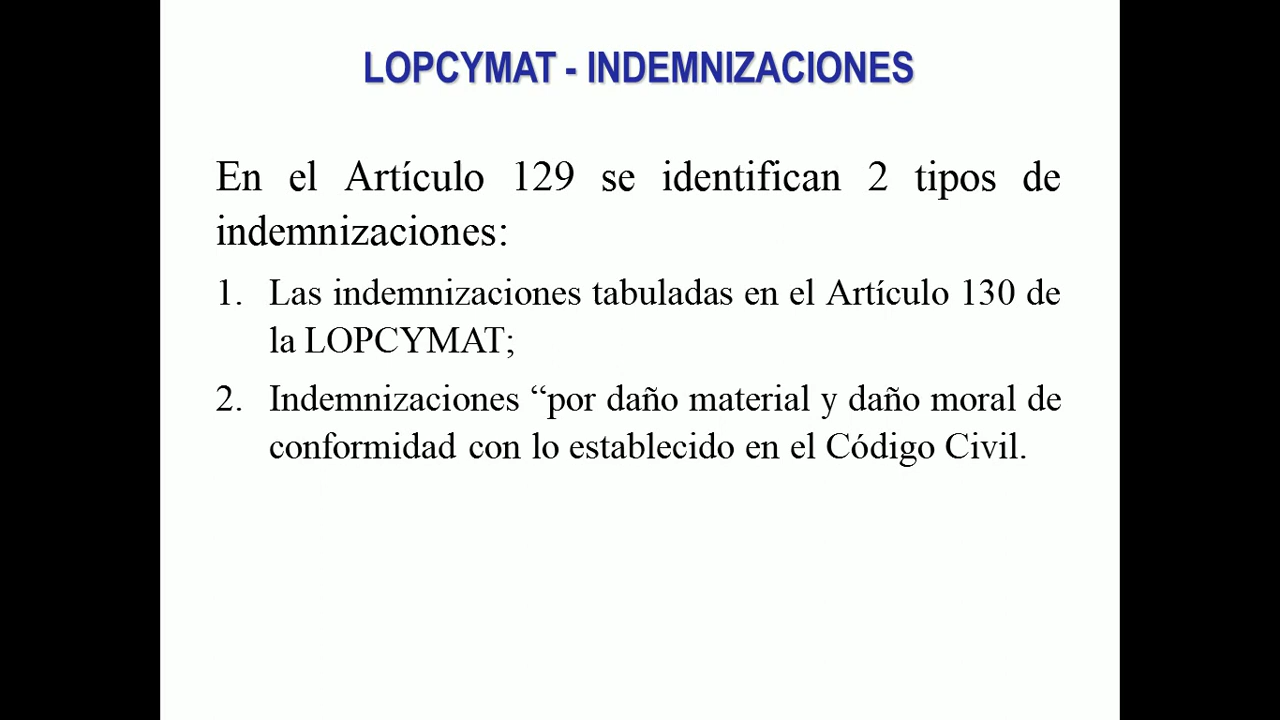 LOPCYMAT - INDEMNIZACIONES
En el Artículo 129 se identifican 2 tipos de
indemnizaciones:
1. Las indemnizaciones tabuladas en el Artículo 130 de
la LOPCYMAT;
2. Indemnizaciones “por daño material y daño moral de
conformidad con lo establecido en el Código Civil.